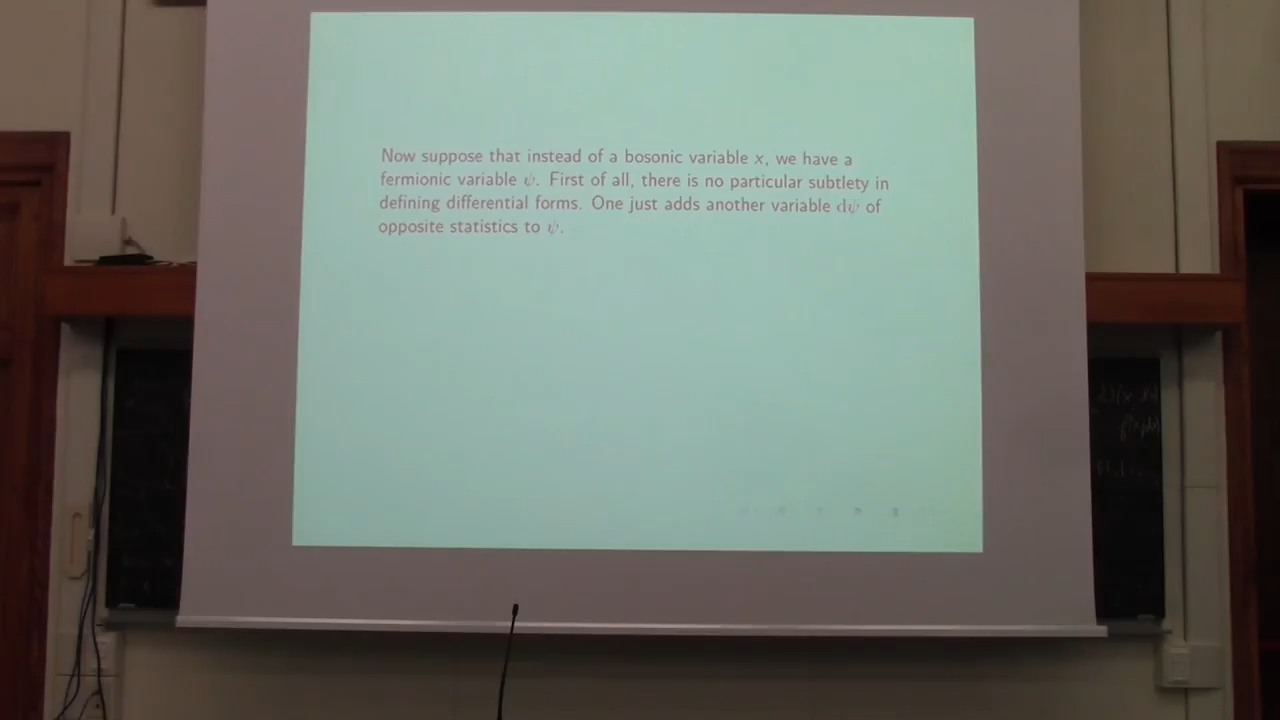 Now suppose that instead of a bosonic variable x, we have a
fermionic variable ψ. First of all, there is no particular subtlety in
defining differential forms. One just adds another variable dψ of
opposite statistics to ψ.